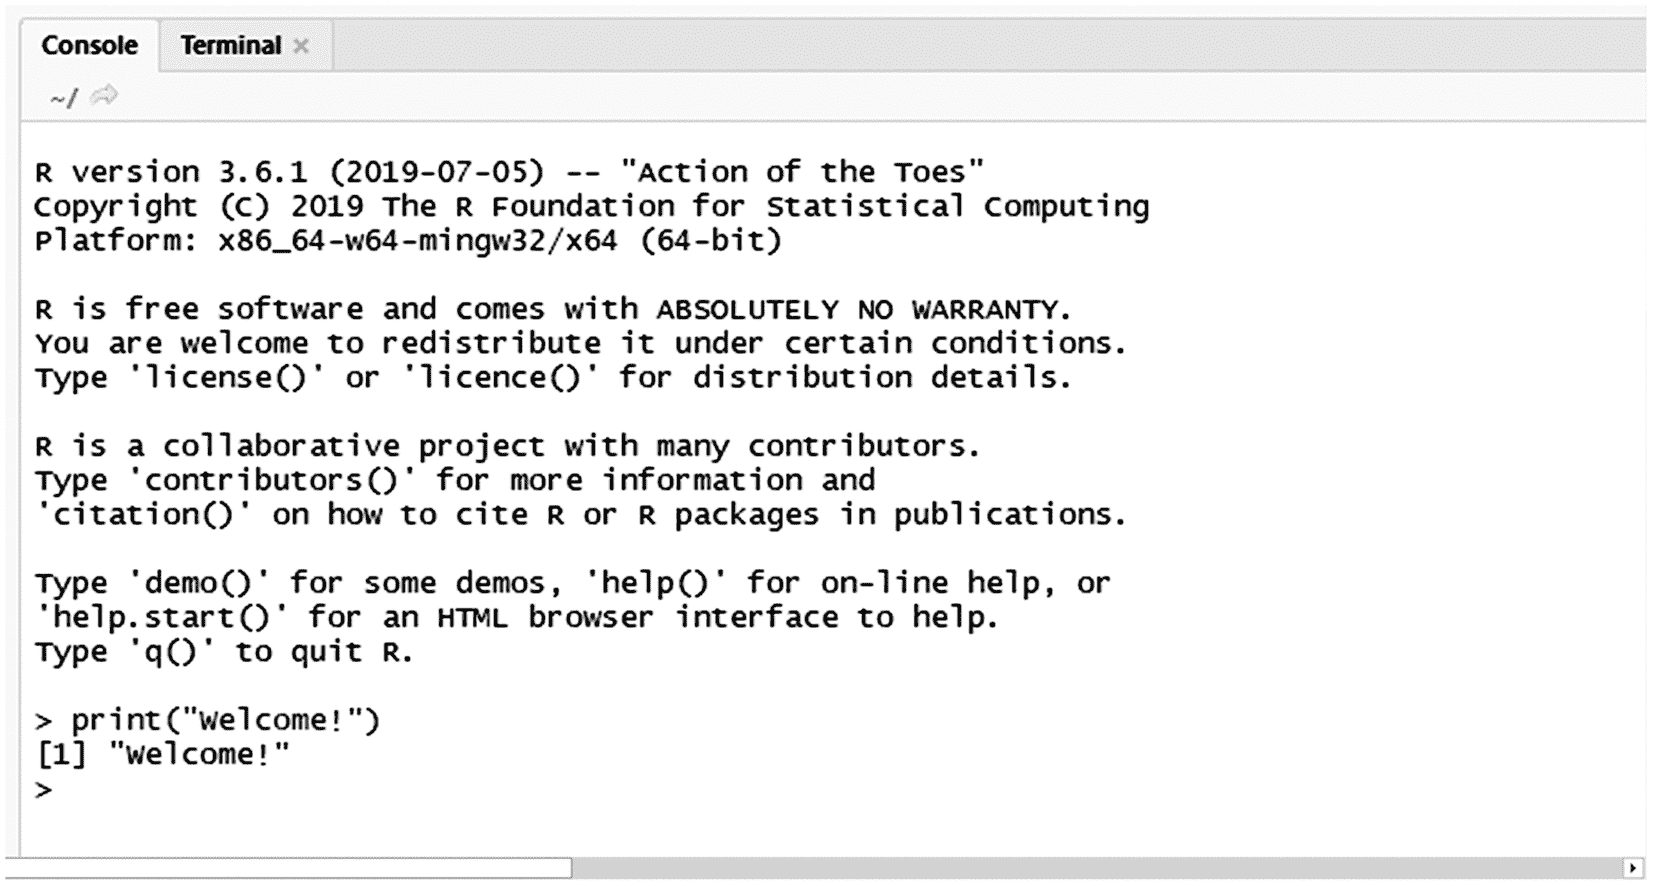 Console Terminal ×
~/
R version 3.6.1 (2019-07-05) -- "Action of the Toes"
Copyright (C) 2019 The R Foundation for Statistical Computing
Platform: x86_64-w64-mingw32/x64 (64-bit)
R is free software and comes with ABSOLUTELY NO WARRANTY.
You are welcome to redistribute it under certain conditions.
Type 'license()' or 'licence()' for distribution details.
R is a collaborative project with many contributors.
Type 'contributors()' for more information and
'citation()' on how to cite R or R packages in publications.
Type 'demo()' for some demos, 'help()' for on-line help, or
'help.start()' for an HTML browser interface to help.
Type 'q()' to quit R.
> print("Welcome!")
[1] "Welcome!"
>